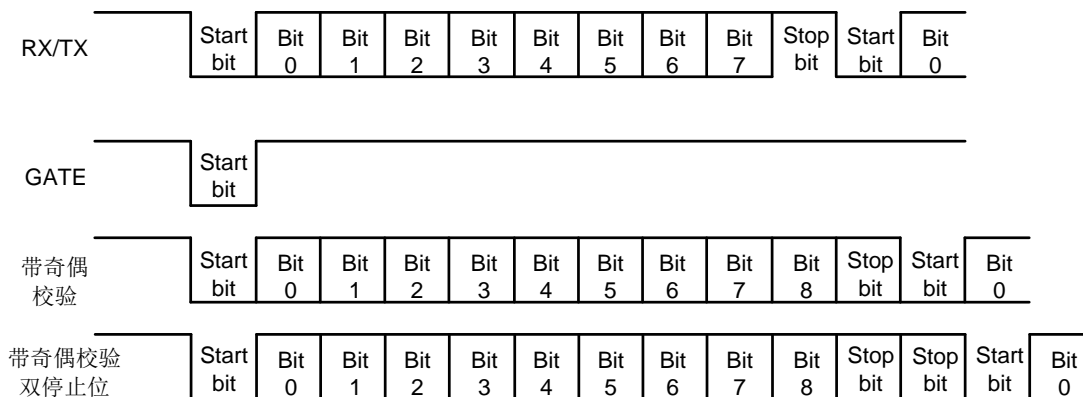 RX/TX Start bit Bit 0 Bit 1 Bit 2 Bit 3 Bit 4 Bit 5 Bit 6 Bit 7 Stop bit Start bit Bit 0
GATE Start bit
带奇偶校验 Start bit Bit 0 Bit 1 Bit 2 Bit 3 Bit 4 Bit 5 Bit 6 Bit 7 Bit 8 Stop bit Start bit Bit 0
带奇偶校验双停止位 Start bit Bit 0 Bit 1 Bit 2 Bit 3 Bit 4 Bit 5 Bit 6 Bit 7 Bit 8 Stop bit Stop bit Start bit Bit 0